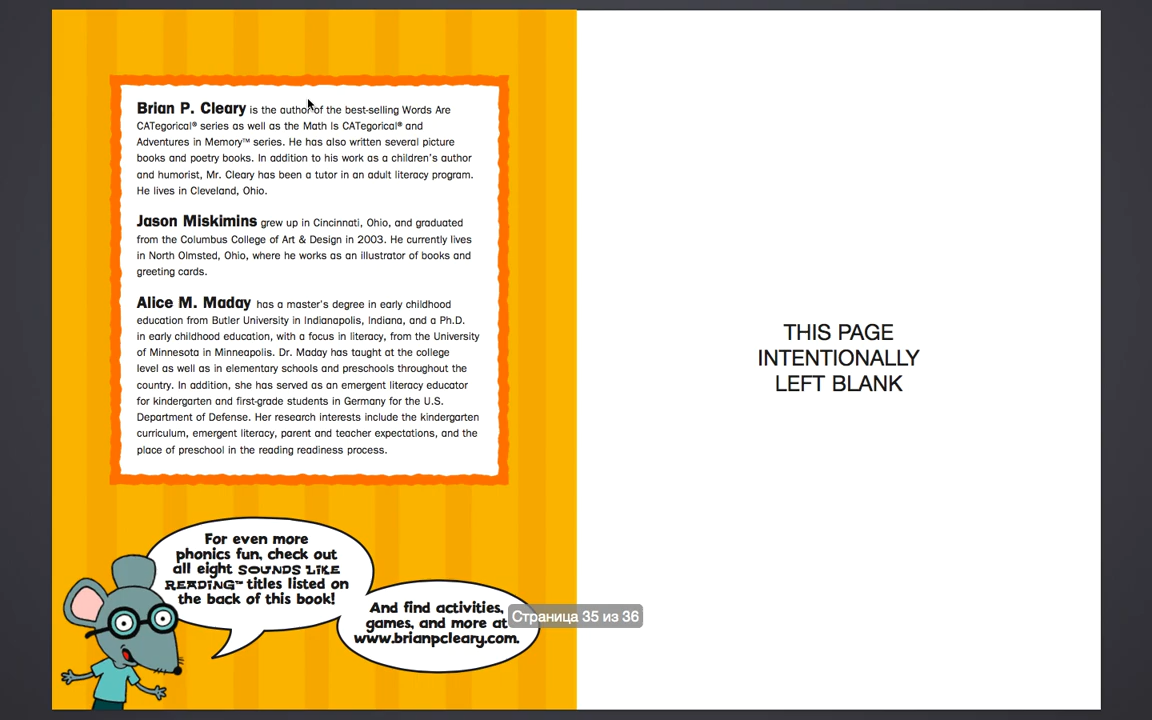 Brian P. Cleary is the author of the best-selling Words Are
CATegorical® series as well as the Math Is CATegorical® and
Adventures in Memory™ series. He has also written several picture
books and poetry books. In addition to his work as a children's author
and humorist, Mr. Cleary has been a tutor in an adult literacy program.
He lives in Cleveland, Ohio.
Jason Miskimins grew up in Cincinnati, Ohio, and graduated
from the Columbus College of Art & Design in 2003. He currently lives
in North Olmsted, Ohio, where he works as an illustrator of books and
greeting cards.
Alice M. Maday has a master's degree in early childhood
education from Butler University in Indianapolis, Indiana, and a Ph.D.
in early childhood education, with a focus in literacy, from the University
of Minnesota in Minneapolis. Dr. Maday has taught at the college
level as well as in elementary schools and preschools throughout the
country. In addition, she has served as an emergent literacy educator
for kindergarten and first-grade students in Germany for the U.S.
Department of Defense. Her research interests include the kindergarten
curriculum, emergent literacy, parent and teacher expectations, and the
place of preschool in the reading readiness process.
For even more
phonics fun, check out
all eight SOUNDS LIKE
READING™ titles listed on
the back of this book!
And find activities,
games, and more at
www.brianpcleary.com.
Страница 35 из 36
THIS PAGE
INTENTIONALLY
LEFT BLANK